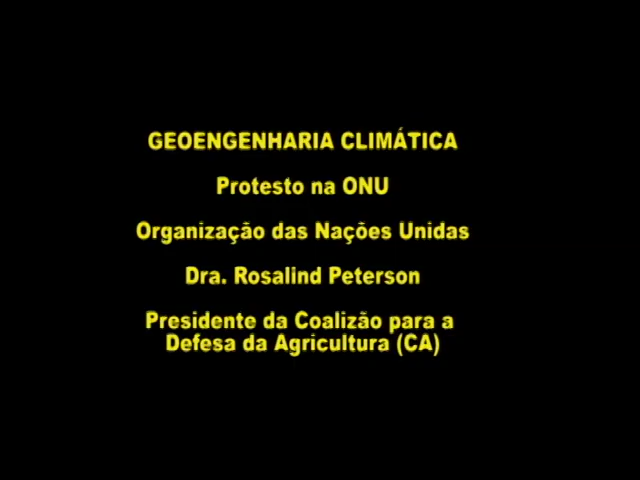 GEOENGENHARIA CLIMÁTICA
Protesto na ONU
Organização das Nações Unidas
Dra. Rosalind Peterson
Presidente da Coalizão para a
Defesa da Agricultura (CA)